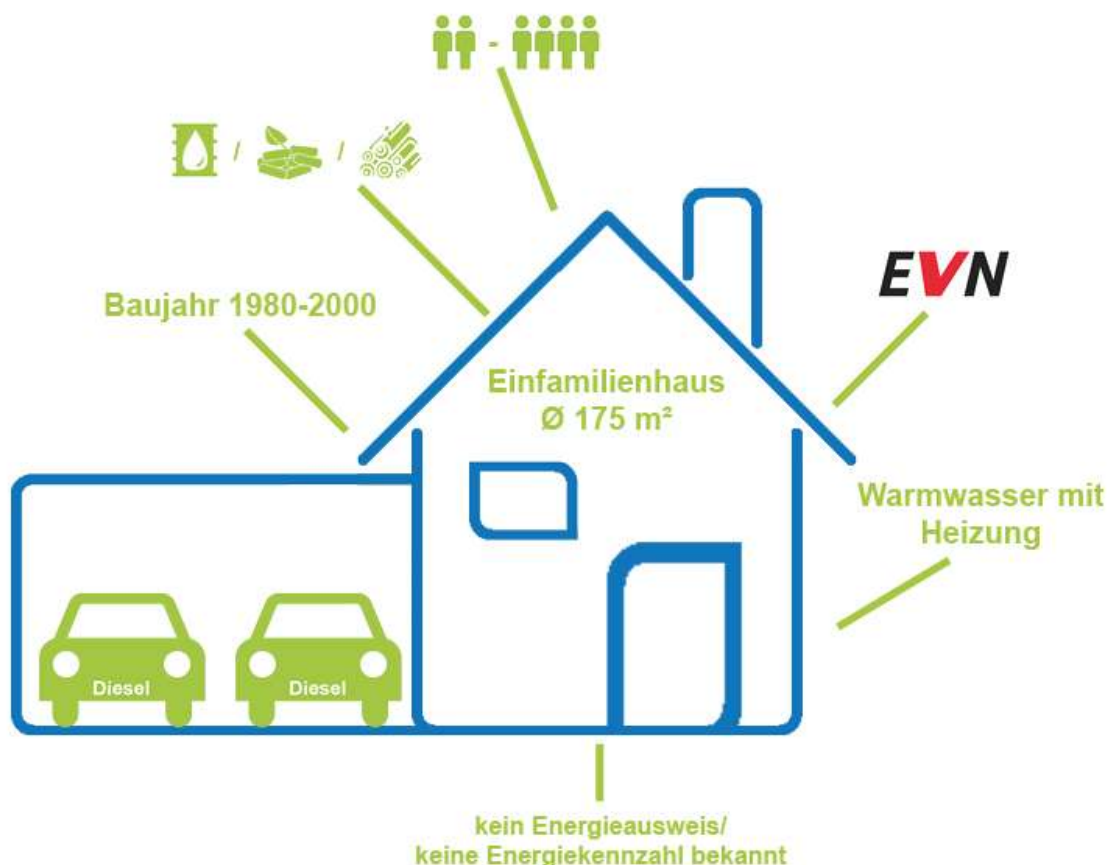 EVN
Baujahr 1980-2000
Einfamilienhaus
Ø 175 m²
Warmwasser mit
Heizung
Diesel
Diesel
kein Energieausweis/
keine Energiekennzahl bekannt